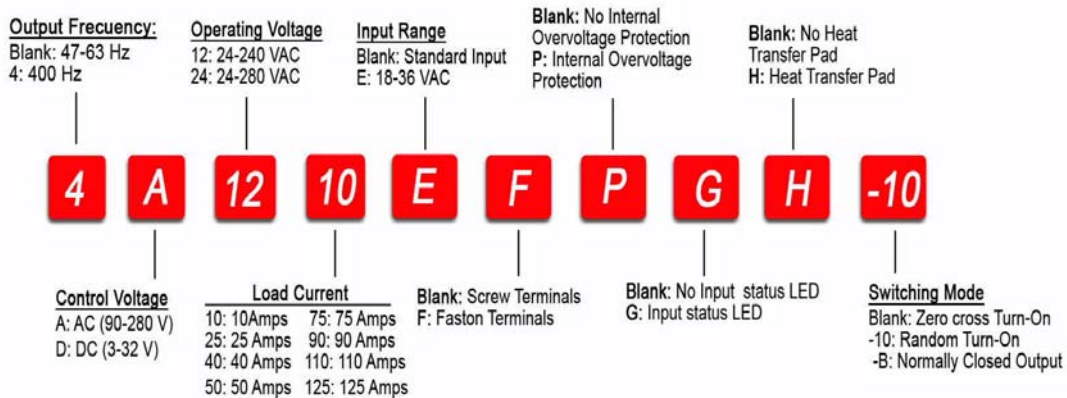 Output Frecuency:
Blank: 47-63 Hz
4: 400 Hz
Operating Voltage
12: 24-240 VAC
24: 24-280 VAC
Input Range
Blank: Standard Input
E: 18-36 VAC
Blank: No Internal
Overvoltage Protection
P: Internal Overvoltage
Protection
Blank: No Heat
Transfer Pad
H: Heat Transfer Pad
4 A 12 10 E F P G H -10
Control Voltage
A: AC (90-280 V)
D: DC (3-32 V)
Load Current
10: 10Amps 75: 75 Amps
25: 25 Amps 90: 90 Amps
40: 40 Amps 110: 110 Amps
50: 50 Amps 125: 125 Amps
Blank: Screw Terminals
F: Faston Terminals
Blank: No Input status LED
G: Input status LED
Switching Mode
Blank: Zero cross Turn-On
-10: Random Turn-On
-B: Normally Closed Output